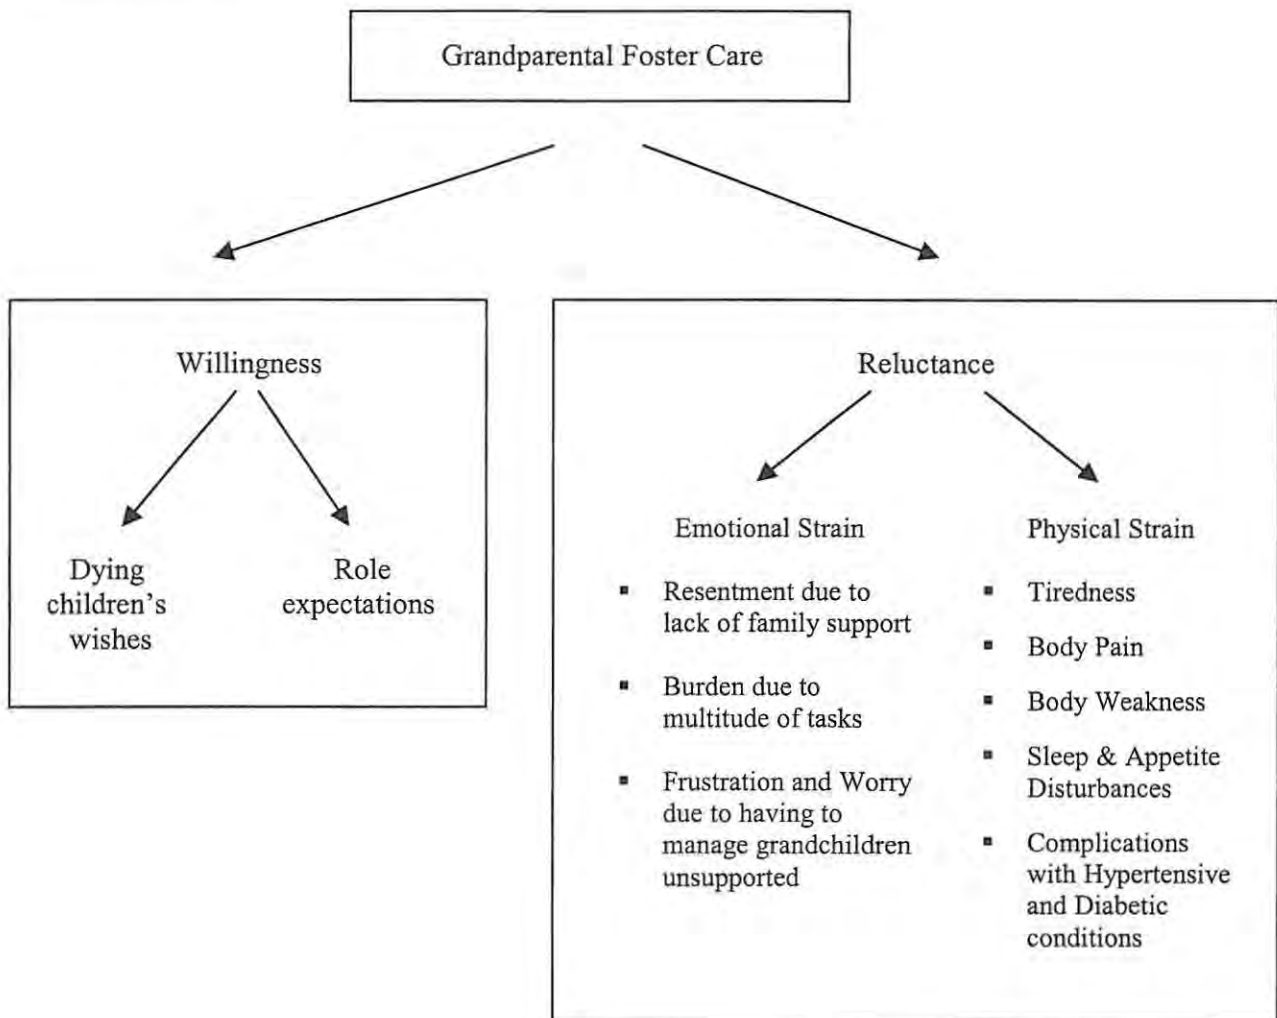 Grandparental Foster Care
Willingness
Dying
children's
wishes
Role
expectations
Reluctance
Emotional Strain
▪ Resentment due to
lack of family support
▪ Burden due to
multitude of tasks
▪ Frustration and Worry
due to having to
manage grandchildren
unsupported
Physical Strain
▪ Tiredness
▪ Body Pain
▪ Body Weakness
▪ Sleep & Appetite
Disturbances
▪ Complications
with Hypertensive
and Diabetic
conditions